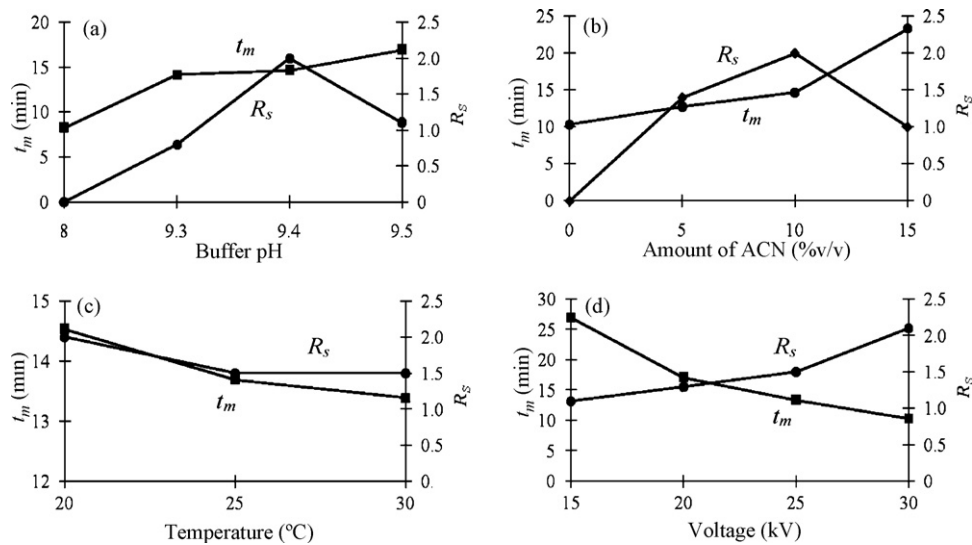 (a)
20
15
10
5
0
t_m (min)
t_m
R_s
2.5
2.0
1.5
1.0
0.5
0
R_s
8 9.3 9.4 9.5
Buffer pH
(b)
25
20
15
10
5
0
t_m (min)
R_s
t_m
2.5
2.0
1.5
1.0
0.5
0
R_s
0 5 10 15
Amount of ACN (%v/v)
(c)
15
14
13
12
t_m (min)
R_s
t_m
2.5
2.0
1.5
1.0
0.5
0.
R_s
20 25 30
Temperature (ºC)
(d)
30
25
20
15
10
5
0
t_m (min)
R_s
t_m
2.5
2.0
1.5
1.0
0.5
0
R_s
15 20 25 30
Voltage (kV)